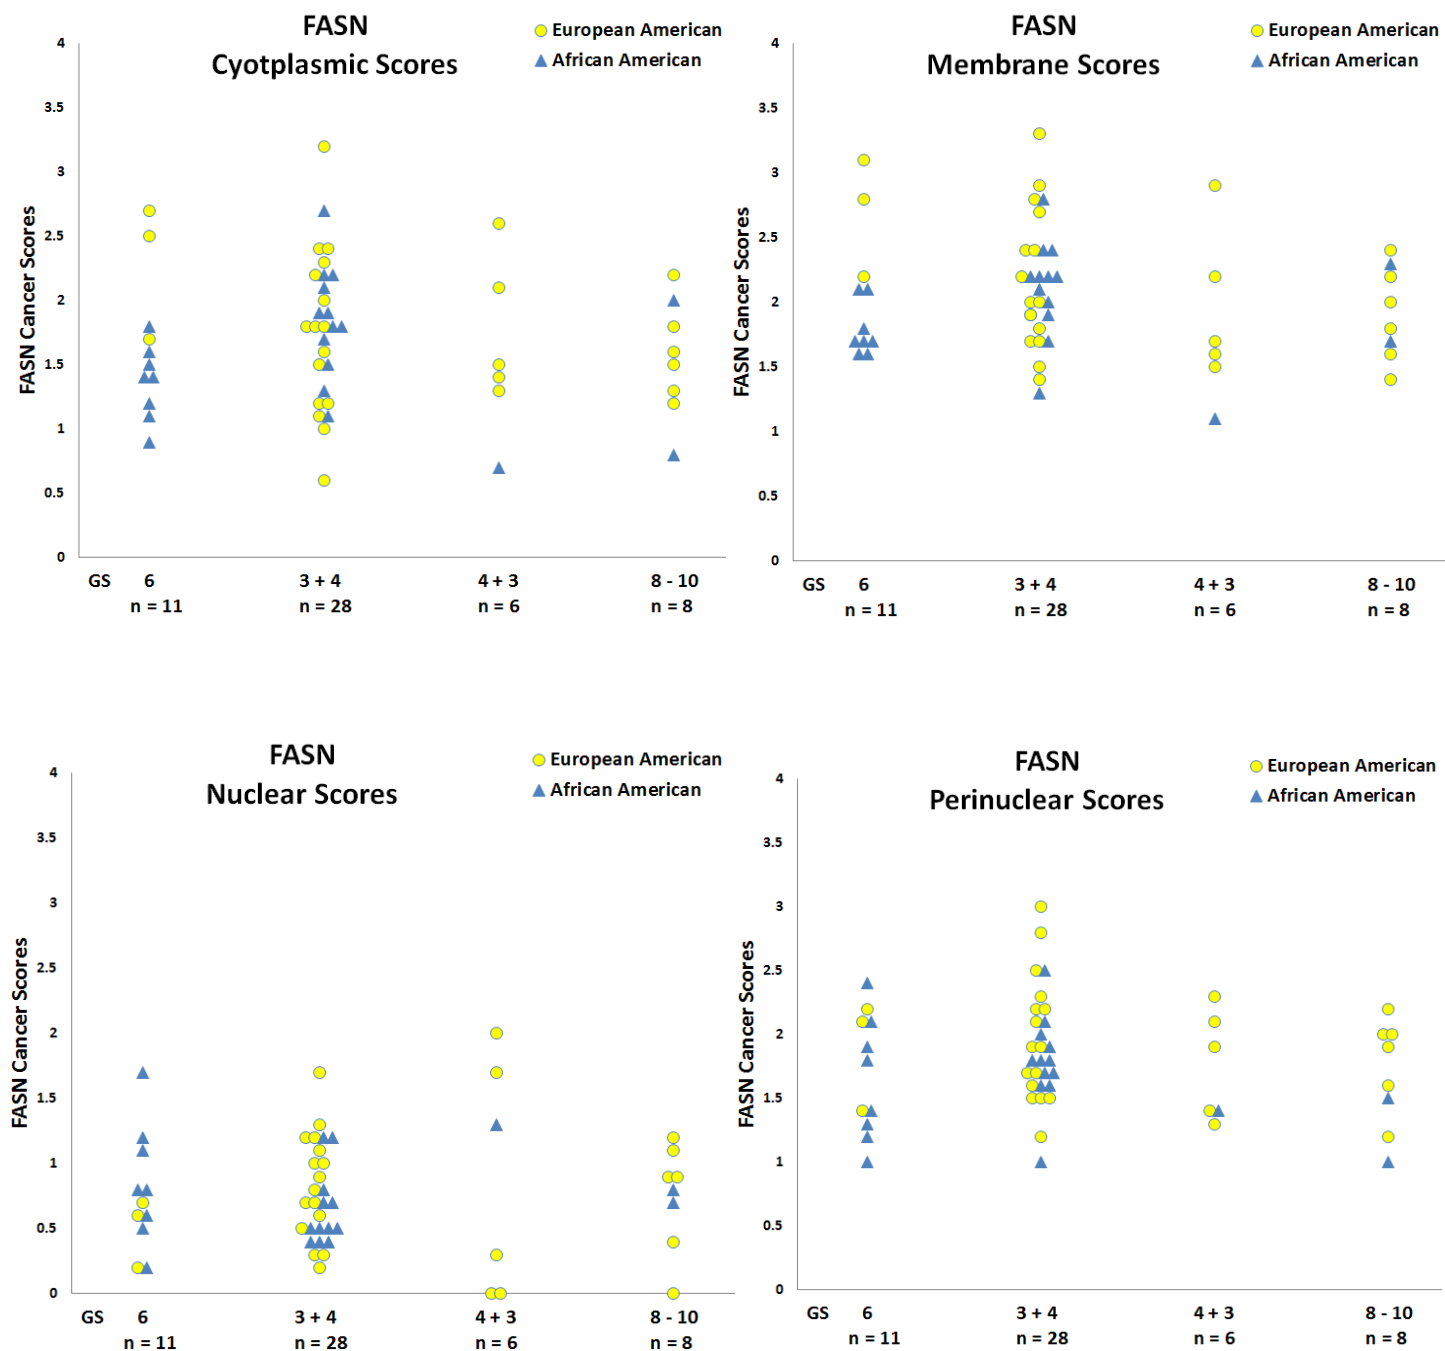 FASN
Cyotplasmic Scores
European American
African American
FASN Cancer Scores
4
3.5
3
2.5
2
1.5
1
0.5
0
GS 6 3 + 4 4 + 3 8 - 10
n = 11 n = 28 n = 6 n = 8
FASN
Membrane Scores
European American
African American
FASN Cancer Scores
4
3.5
3
2.5
2
1.5
1
0.5
0
GS 6 3 + 4 4 + 3 8 - 10
n = 11 n = 28 n = 6 n = 8
FASN
Nuclear Scores
European American
African American
FASN Cancer Scores
4
3.5
3
2.5
2
1.5
1
0.5
0
GS 6 3 + 4 4 + 3 8 - 10
n = 11 n = 28 n = 6 n = 8
FASN
Perinuclear Scores
European American
African American
FASN Cancer Scores
4
3.5
3
2.5
2
1.5
1
0.5
0
GS 6 3 + 4 4 + 3 8 - 10
n = 11 n = 28 n = 6 n = 8